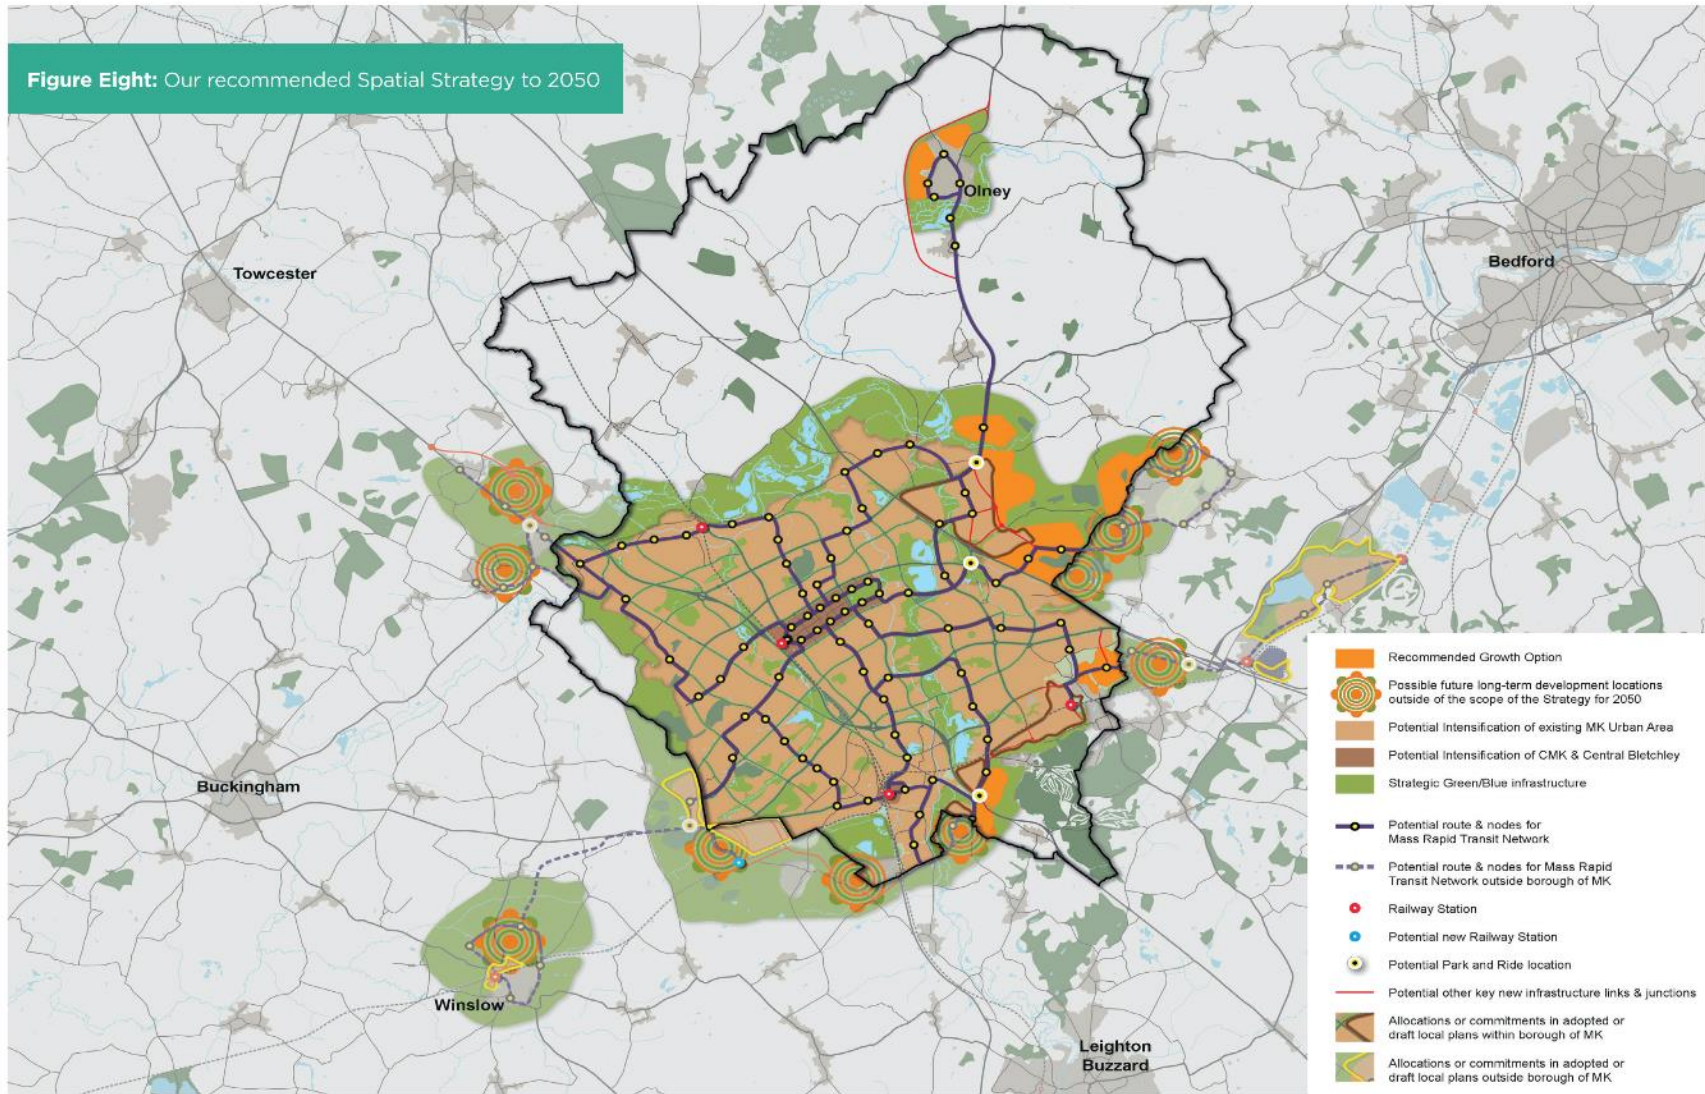 Figure Eight: Our recommended Spatial Strategy to 2050
Olney
Towcester
Bedford
Buckingham
Winslow
Leighton
Buzzard
Recommended Growth Option
Possible future long-term development locations
outside of the scope of the Strategy for 2050
Potential Intensification of existing MK Urban Area
Potential Intensification of CMK & Central Bletchley
Strategic Green/Blue infrastructure
Potential route & nodes for
Mass Rapid Transit Network
Potential route & nodes for Mass Rapid
Transit Network outside borough of MK
Railway Station
Potential new Railway Station
Potential Park and Ride location
Potential other key new infrastructure links & junctions
Allocations or commitments in adopted or
draft local plans within borough of MK
Allocations or commitments in adopted or
draft local plans outside borough of MK